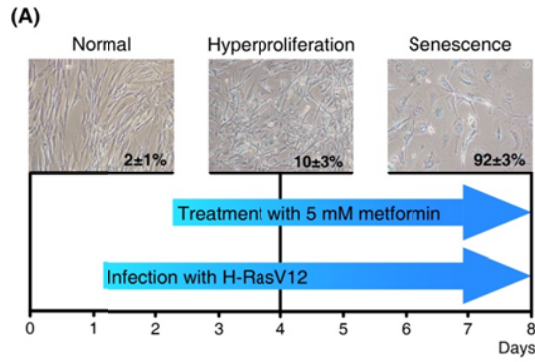 (A)
Normal Hyperproliferation Senescence
2±1% 10±3% 92±3%
Treatment with 5 mM metformin
Infection with H-RasV12
0 1 2 3 4 5 6 7 8
Days